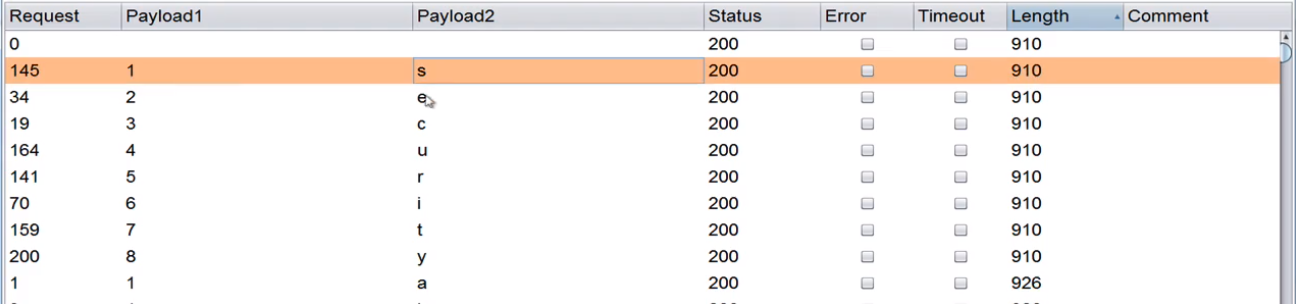 Request Payload1 Payload2 Status Error Timeout Length Comment
0 200 910
145 1 s 200 910
34 2 e 200 910
19 3 c 200 910
164 4 u 200 910
141 5 r 200 910
70 6 i 200 910
159 7 t 200 910
200 8 y 200 910
1 1 a 200 926